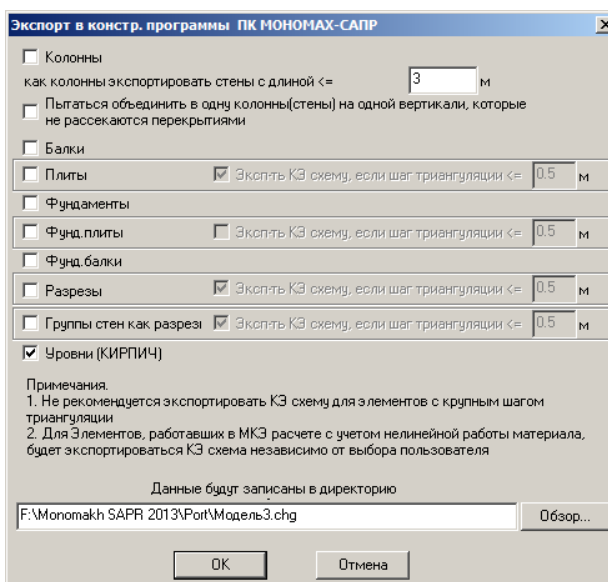 Экспорт в констр. программы ПК МОНОМАХ-САПР
Колонны
как колонны экспортировать стены с длиной <= 3 м
Пытаться объединить в одну колонны(стены) на одной вертикали, которые
не рассекаются перекрытиями
Балки
Плиты Эксп-ть КЭ схему, если шаг триангуляции <= 0.5 м
Фундаменты
Фунд.плиты Эксп-ть КЭ схему, если шаг триангуляции <= 0.5 м
Фунд.балки
Разрезы Эксп-ть КЭ схему, если шаг триангуляции <= 0.5 м
Группы стен как разрезы Эксп-ть КЭ схему, если шаг триангуляции <= 0.5 м
Уровни (КИРПИЧ)
Примечания.
1. Не рекомендуется экспортировать КЭ схему для элементов с крупным шагом
триангуляции
2. Для Элементов, работавших в МКЭ расчете с учетом нелинейной работы материала,
будет экспортироваться КЭ схема независимо от выбора пользователя
Данные будут записаны в директорию
F:\Monomakh SAPR 2013\Port\Модель3.chg Обзор...
OK Отмена